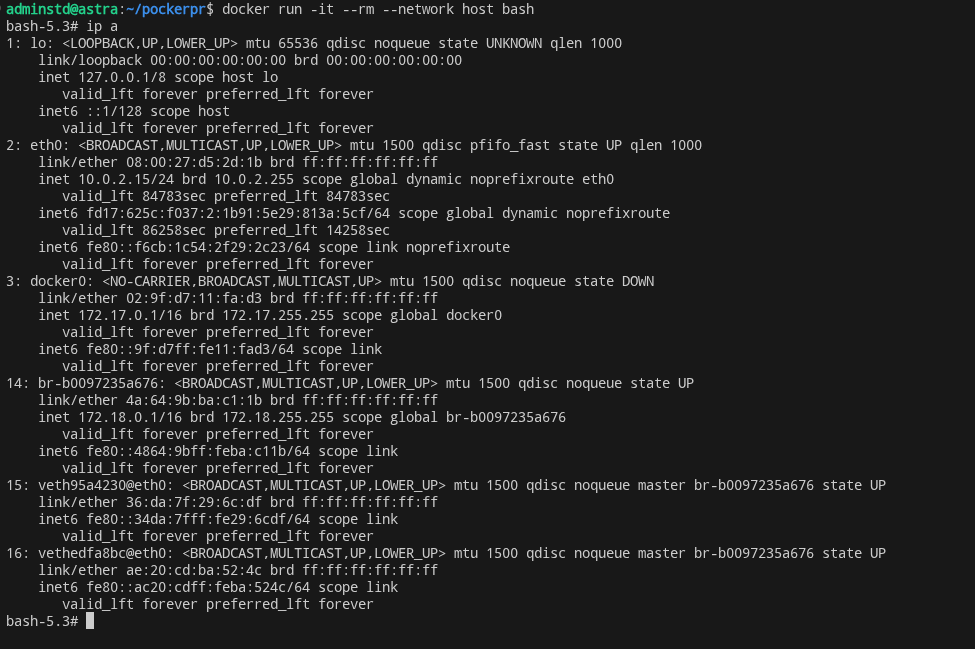 adminstd@astra:~/pockerpr$ docker run -it --rm --network host bash
bash-5.3# ip a
1: lo: <LOOPBACK,UP,LOWER_UP> mtu 65536 qdisc noqueue state UNKNOWN qlen 1000
    link/loopback 00:00:00:00:00:00 brd 00:00:00:00:00:00
    inet 127.0.0.1/8 scope host lo
       valid_lft forever preferred_lft forever
    inet6 ::1/128 scope host
       valid_lft forever preferred_lft forever
2: eth0: <BROADCAST,MULTICAST,UP,LOWER_UP> mtu 1500 qdisc pfifo_fast state UP qlen 1000
    link/ether 08:00:27:d5:2d:1b brd ff:ff:ff:ff:ff:ff
    inet 10.0.2.15/24 brd 10.0.2.255 scope global dynamic noprefixroute eth0
       valid_lft 84783sec preferred_lft 84783sec
    inet6 fd17:625c:f037:2:1b91:5e29:813a:5cf/64 scope global dynamic noprefixroute
       valid_lft 86258sec preferred_lft 14258sec
    inet6 fe80::f6cb:1c54:2f29:2c23/64 scope link noprefixroute
       valid_lft forever preferred_lft forever
3: docker0: <NO-CARRIER,BROADCAST,MULTICAST,UP> mtu 1500 qdisc noqueue state DOWN
    link/ether 02:9f:d7:11:fa:d3 brd ff:ff:ff:ff:ff:ff
    inet 172.17.0.1/16 brd 172.17.255.255 scope global docker0
       valid_lft forever preferred_lft forever
    inet6 fe80::9f:d7ff:fe11:fad3/64 scope link
       valid_lft forever preferred_lft forever
14: br-b0097235a676: <BROADCAST,MULTICAST,UP,LOWER_UP> mtu 1500 qdisc noqueue state UP
    link/ether 4a:64:9b:ba:c1:1b brd ff:ff:ff:ff:ff:ff
    inet 172.18.0.1/16 brd 172.18.255.255 scope global br-b0097235a676
       valid_lft forever preferred_lft forever
    inet6 fe80::4864:9bff:feba:c11b/64 scope link
       valid_lft forever preferred_lft forever
15: veth95a4230@eth0: <BROADCAST,MULTICAST,UP,LOWER_UP> mtu 1500 qdisc noqueue master br-b0097235a676 state UP
    link/ether 36:da:7f:29:6c:df brd ff:ff:ff:ff:ff:ff
    inet6 fe80::34da:7fff:fe29:6cdf/64 scope link
       valid_lft forever preferred_lft forever
16: vethedfa8bc@eth0: <BROADCAST,MULTICAST,UP,LOWER_UP> mtu 1500 qdisc noqueue master br-b0097235a676 state UP
    link/ether ae:20:cd:ba:52:4c brd ff:ff:ff:ff:ff:ff
    inet6 fe80::ac20:cdff:feba:524c/64 scope link
       valid_lft forever preferred_lft forever
bash-5.3#